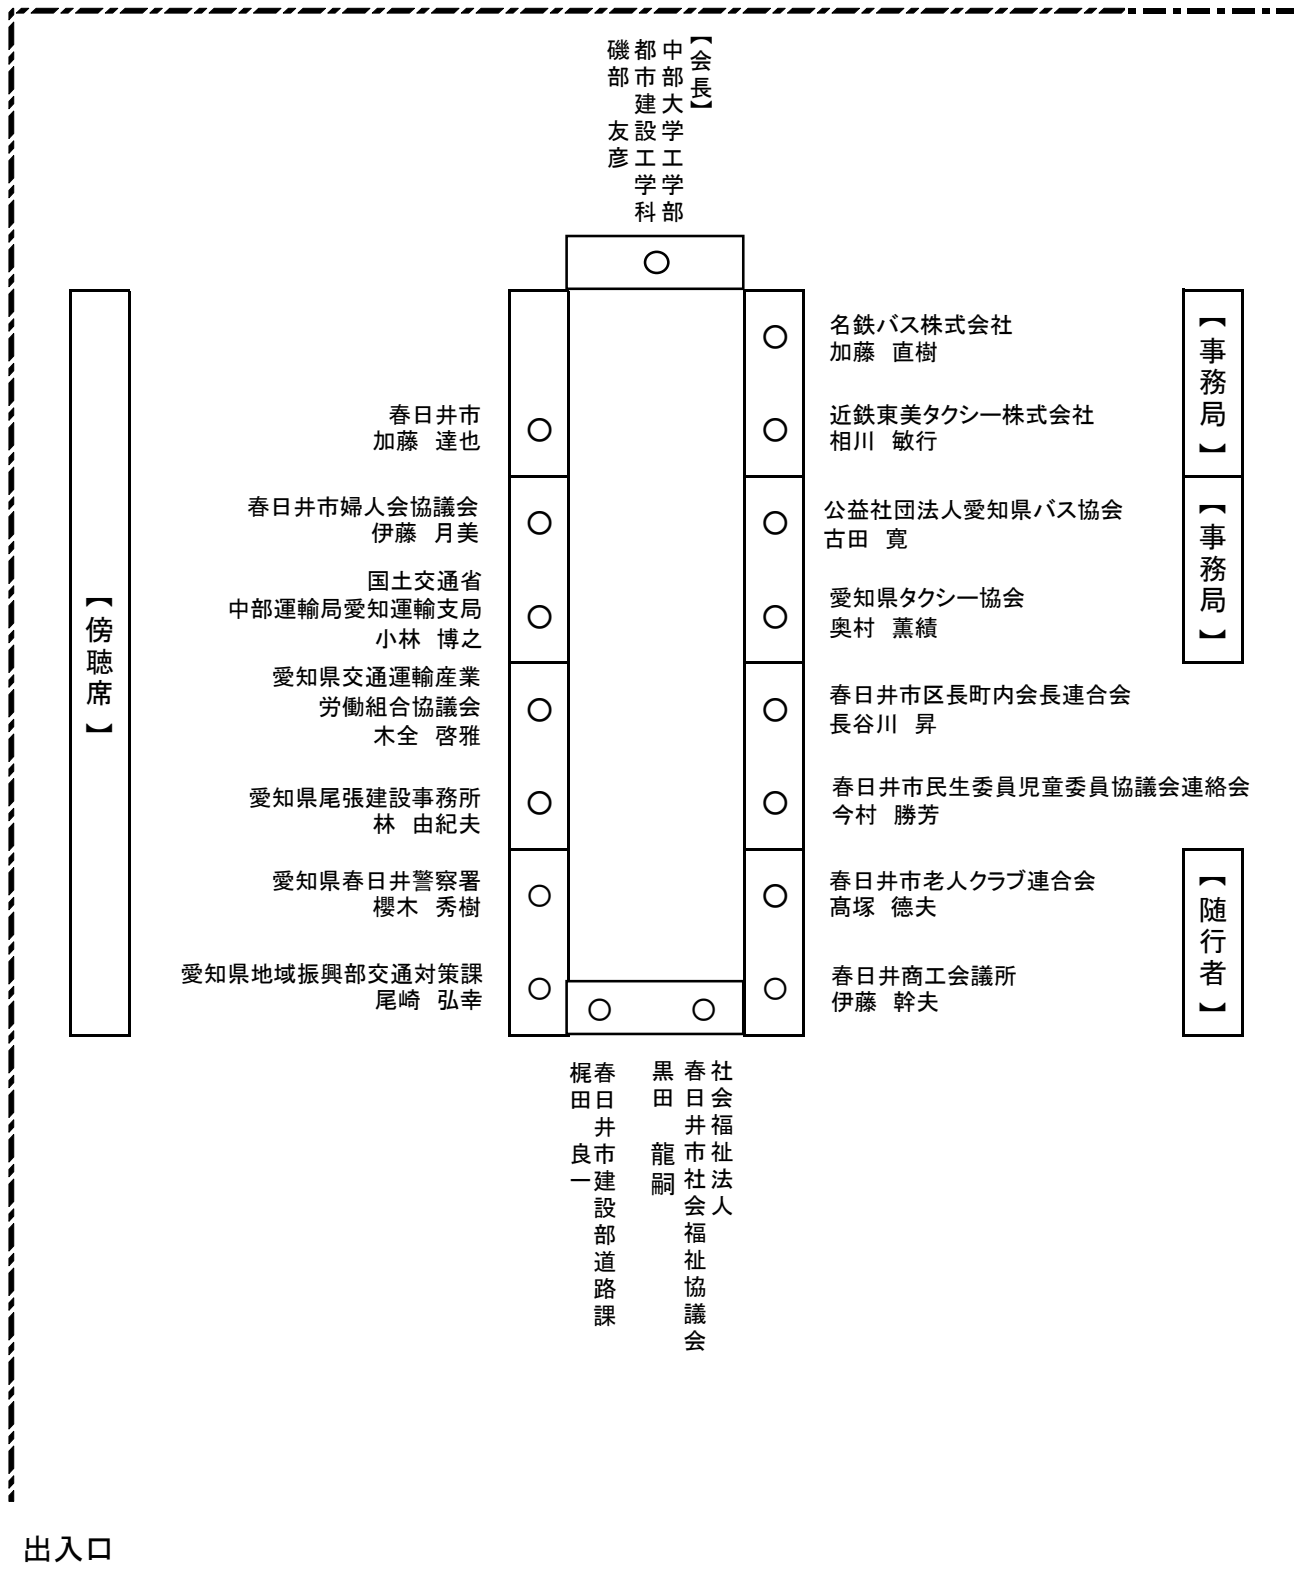 【会長】
中部大学工学部
都市建設工学科
磯部　友彦
名鉄バス株式会社
加藤　直樹
近鉄東美タクシー株式会社
相川　敏行
公益社団法人愛知県バス協会
古田　寛
愛知県タクシー協会
奥村　薫績
春日井市区長町内会長連合会
長谷川　昇
春日井市民生委員児童委員協議会連絡会
今村　勝芳
春日井市老人クラブ連合会
髙塚　德夫
春日井商工会議所
伊藤　幹夫
春日井市
加藤　達也
春日井市婦人会協議会
伊藤　月美
国土交通省
中部運輸局愛知運輸支局
小林　博之
愛知県交通運輸産業
労働組合協議会
木全　啓雅
愛知県尾張建設事務所
林　由紀夫
愛知県春日井警察署
櫻木　秀樹
愛知県地域振興部交通対策課
尾崎　弘幸
社会福祉法人
春日井市社会福祉協議会
黒田　龍嗣
春日井市建設部道路課
梶田　良一
【事務局】
【事務局】
【随行者】
【傍聴席】
出入口